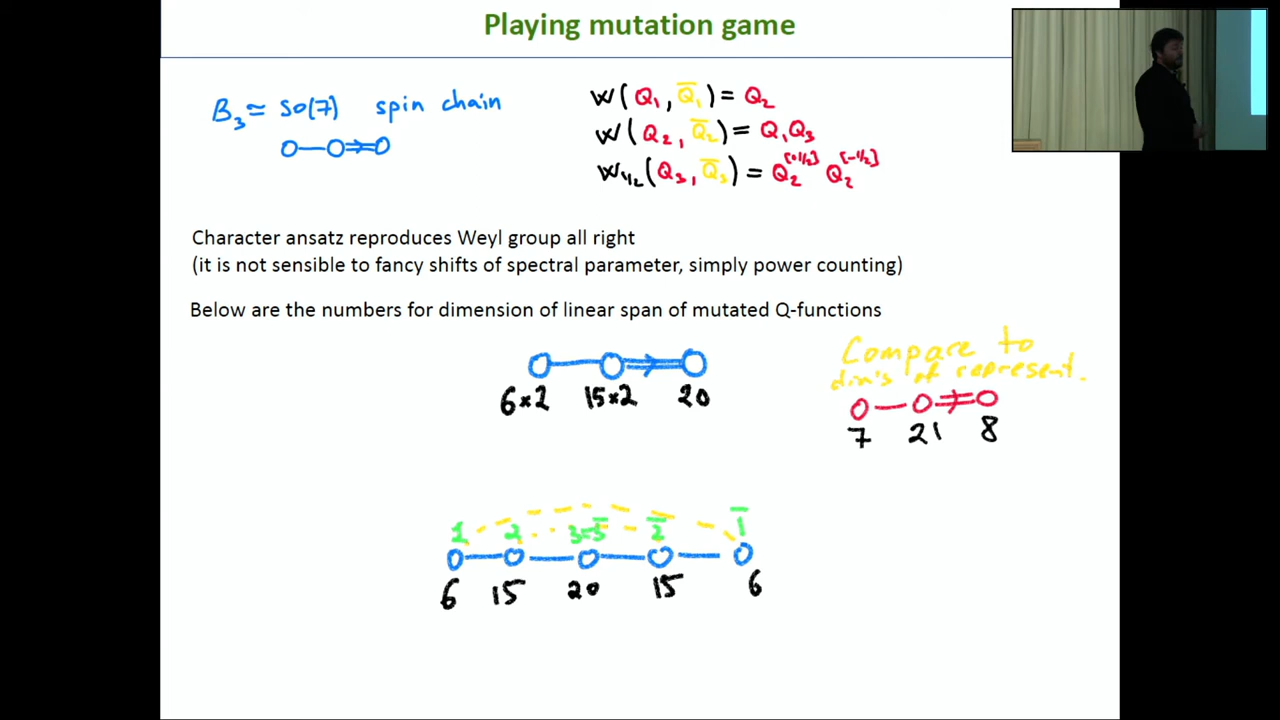 Playing mutation game
B₃ ≃ so(7) spin chain
W(Q₁, Q̅₁) = Q₂
W(Q₂, Q̅₂) = Q₁Q₃
W₁/₂(Q₃, Q̅₃) = Q₂^[+1/2] Q₂^[-1/2]
Character ansatz reproduces Weyl group all right
(it is not sensible to fancy shifts of spectral parameter, simply power counting)
Below are the numbers for dimension of linear span of mutated Q-functions
6×2 15×2 20
Compare to
dim's of represent.
7 21 8
1 2 3=3̅ 2̅ 1̅
6 15 20 15 6